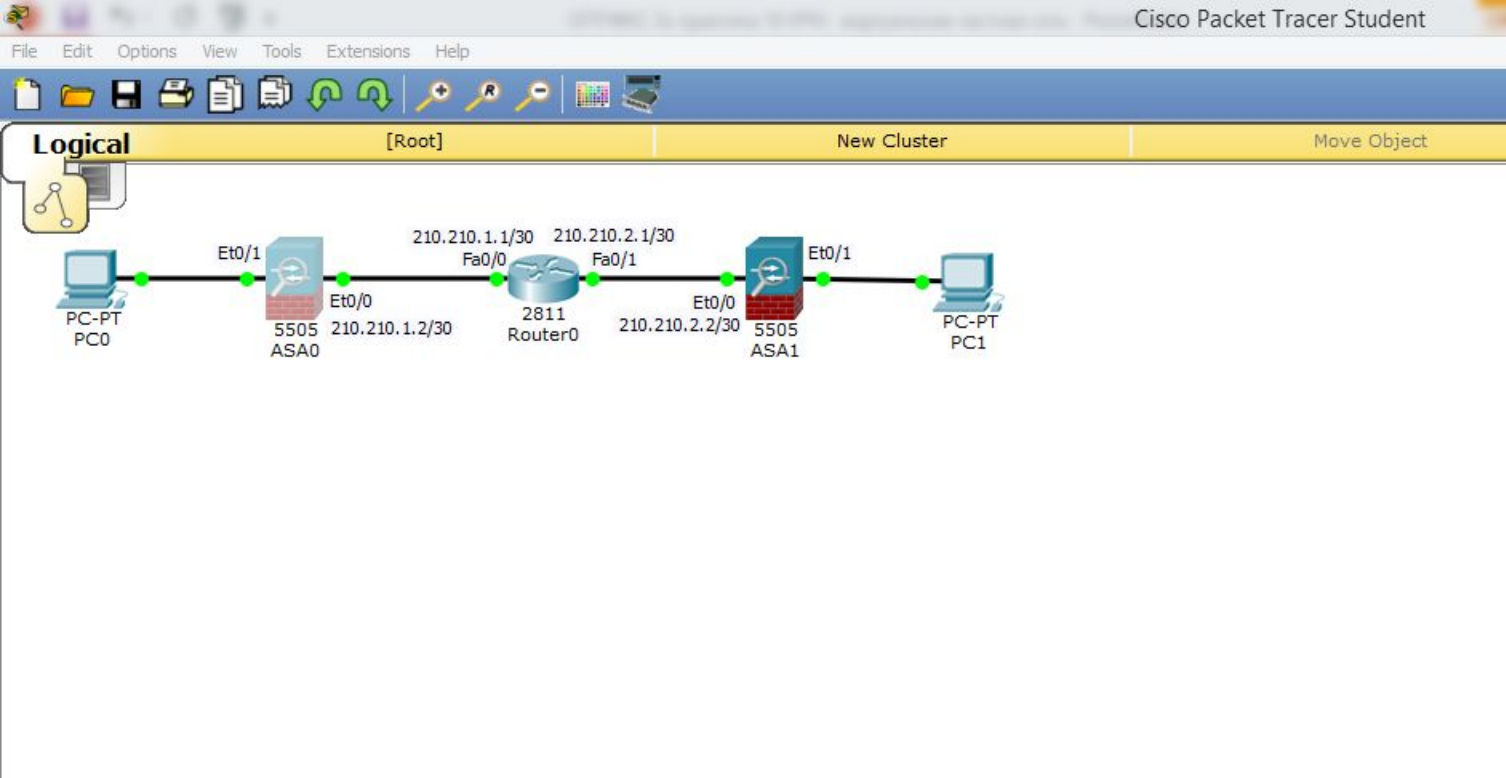 Cisco Packet Tracer Student
File Edit Options View Tools Extensions Help
Logical [Root] New Cluster Move Object
210.210.1.1/30 210.210.2.1/30
Et0/1 Fa0/0 Fa0/1 Et0/1
Et0/0 Et0/0
210.210.1.2/30 210.210.2.2/30
PC-PT
PC0
5505
ASA0
2811
Router0
5505
ASA1
PC-PT
PC1